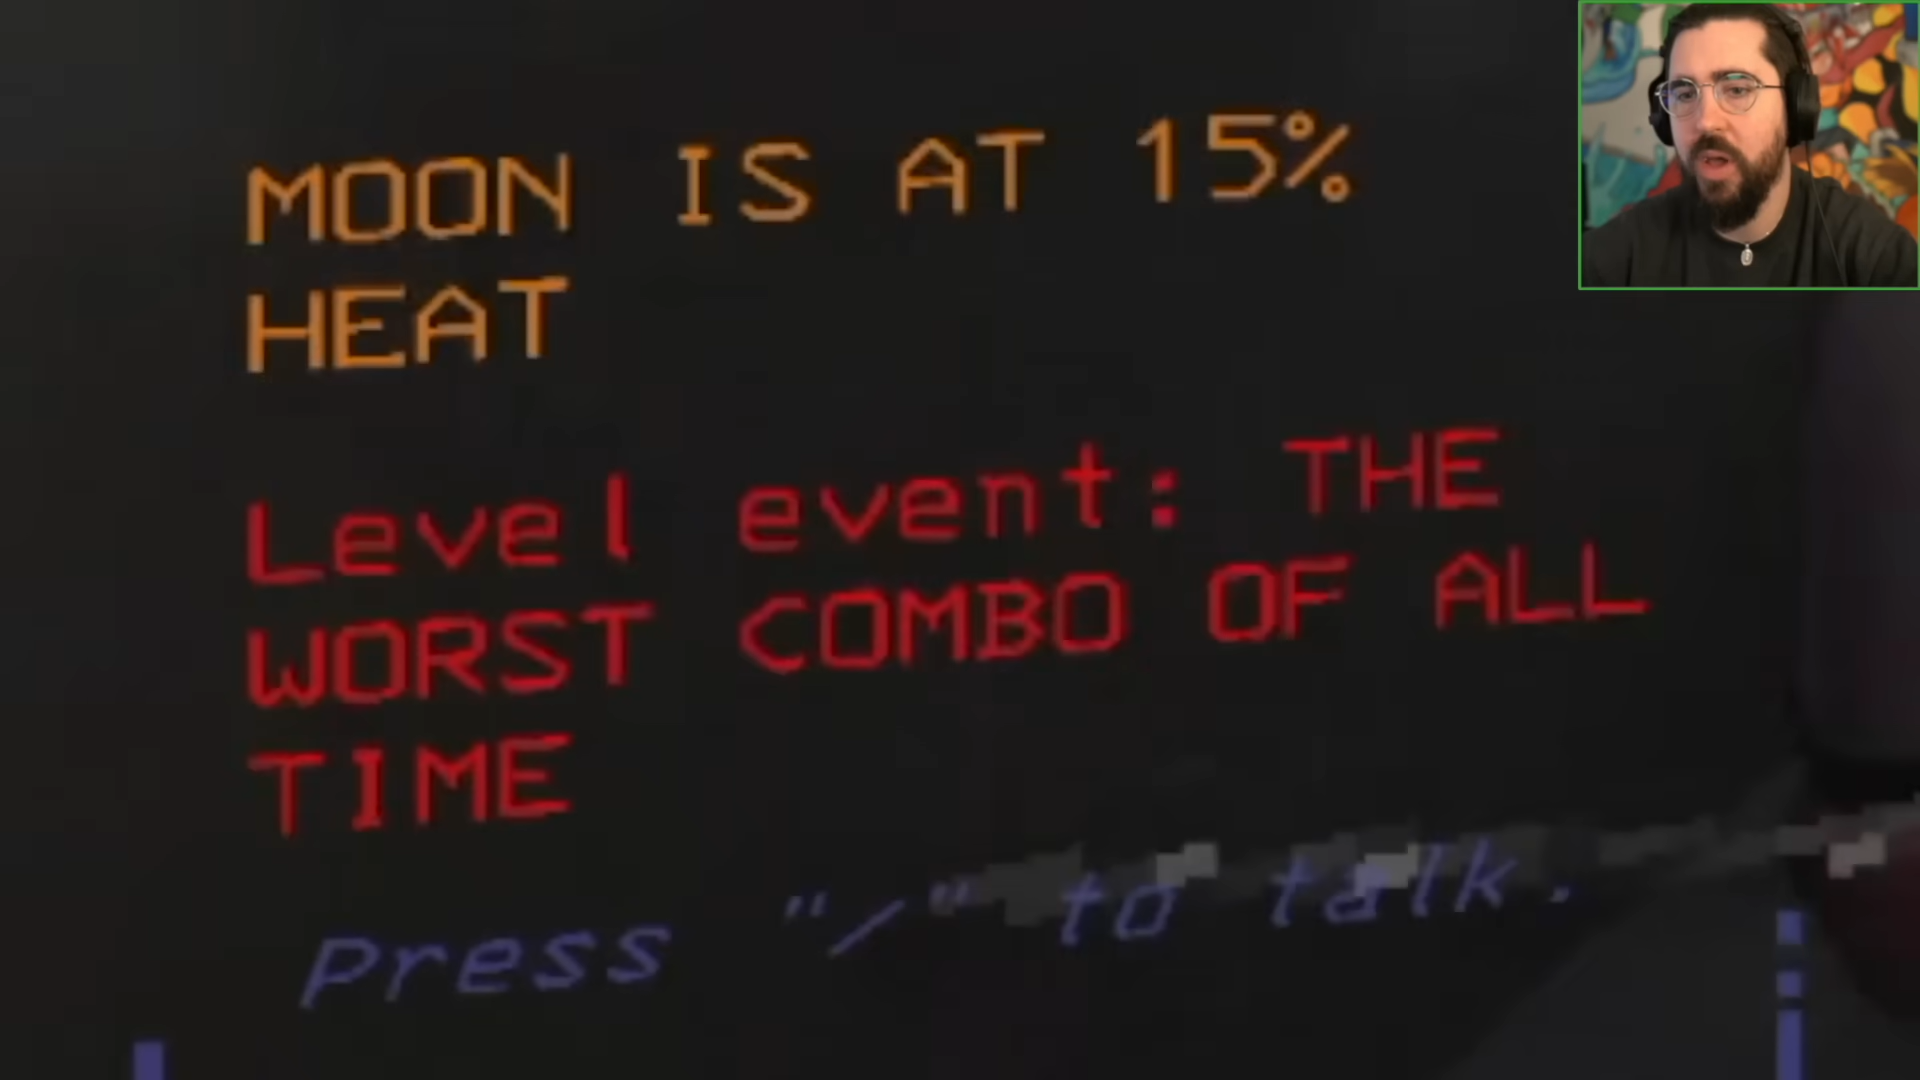 MOON IS AT 15%
HEAT
Level event: THE
WORST COMBO OF ALL
TIME
Press "/" to talk.